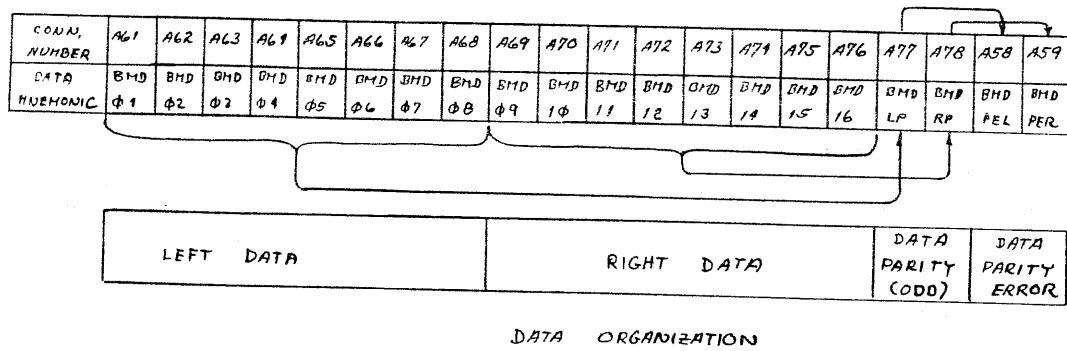 CONN, A61 A62 A63 A64 A65 A66 A67 A68 A69 A70 A71 A72 A73 A74 A75 A76 A77 A78 A58 A59
NUMBER
DATA BMD BMD BMD BMD BMD BMD BMD BMD BMD BMD BMD BMD BMD BMD BMD BMD BMD BMD BMD BMD
MNEMONIC φ1 φ2 φ3 φ4 φ5 φ6 φ7 φ8 φ9 1φ 11 12 13 14 15 16 LP RP PEL PER
LEFT DATA RIGHT DATA
DATA PARITY (ODD)
DATA PARITY ERROR
DATA ORGANIZATION